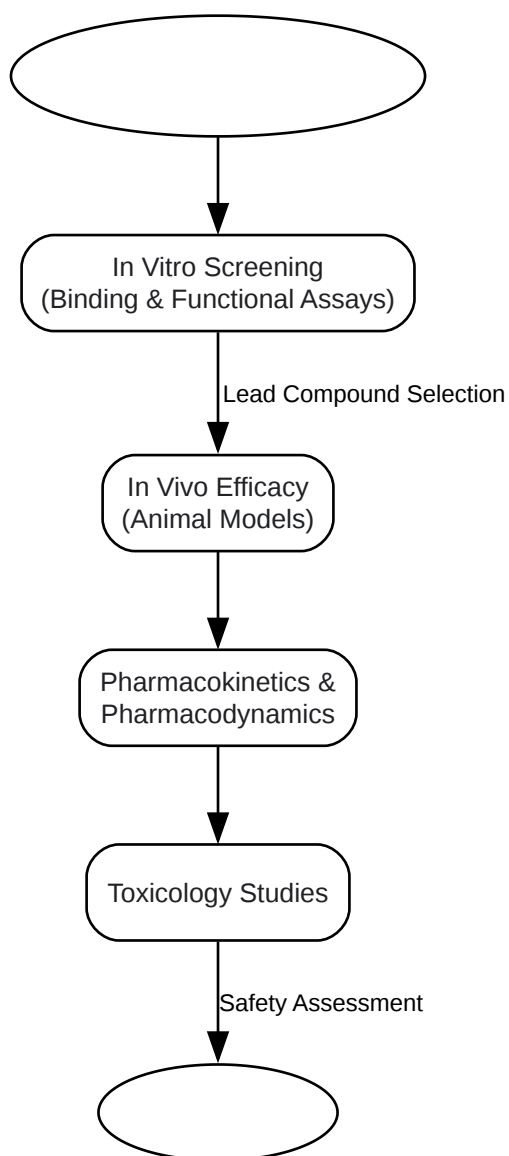 In Vitro Screening
(Binding & Functional Assays)
Lead Compound Selection
In Vivo Efficacy
(Animal Models)
Pharmacokinetics &
Pharmacodynamics
Toxicology Studies
Safety Assessment